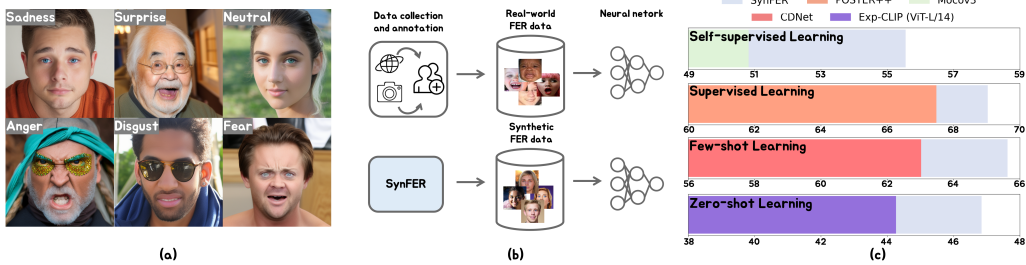 Sadness
Surprise
Neutral
Anger
Disgust
Fear
(a)
Data collection
and annotation
Real-world
FER data
Neural netork
SynFER
Synthetic
FER data
(b)
SynFER
POSTER++
MoCov3
CDNet
Exp-CLIP (ViT-L/14)
Self-supervised Learning
49 51 53 55 57 59
Supervised Learning
60 62 64 66 68 70
Few-shot Learning
56 58 60 62 64 66
Zero-shot Learning
38 40 42 44 46 48
(c)